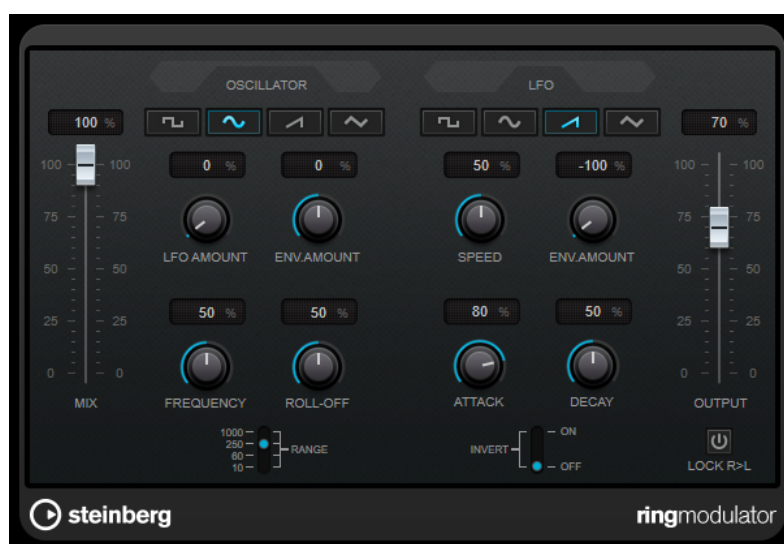 OSCILLATOR LFO
100 % 70 %
0 % 0 % 50 % -100 %
100 100 100 100
75 75 75 75
LFO AMOUNT ENV.AMOUNT SPEED ENV.AMOUNT
50 50 50 50
50 % 50 % 80 % 50 %
25 25 25 25
0 0 0 0
MIX FREQUENCY ROLL-OFF ATTACK DECAY OUTPUT
1000 ON
250 RANGE INVERT
60
10 OFF LOCK R>L
steinberg ringmodulator